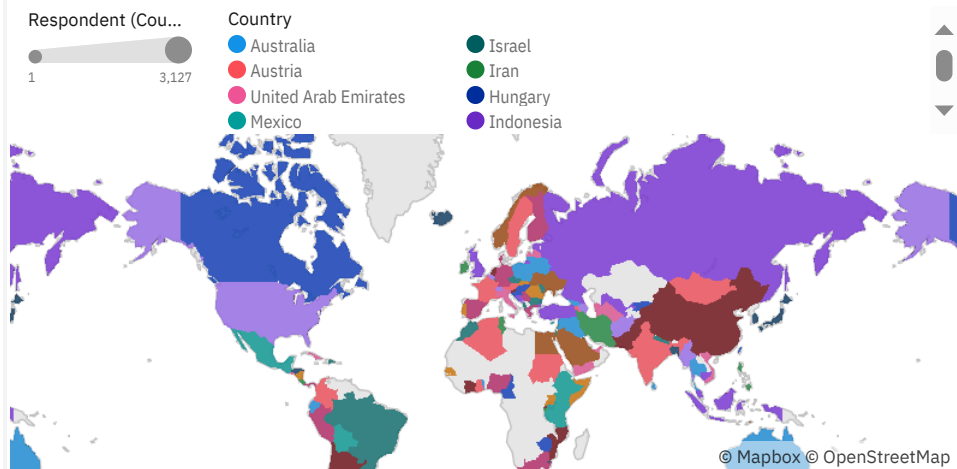 Respondent (Cou...
1
3,127
Country
Australia
Austria
United Arab Emirates
Mexico
Israel
Iran
Hungary
Indonesia
© Mapbox © OpenStreetMap